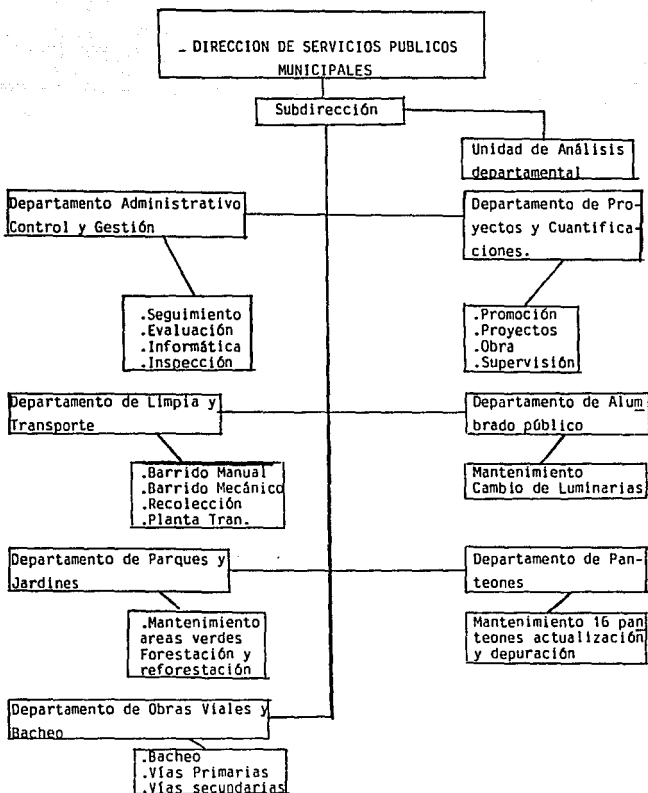 _ DIRECCION DE SERVICIOS PUBLICOS
MUNICIPALES
Subdirección
Unidad de Análisis
departamental
Departamento Administrativo
Control y Gestión
Departamento de Pro-
yectos y Cuantifica-
ciones.
.Seguimiento
.Evaluación
.Informática
.Inspección
.Promoción
.Proyectos
.Obra
.Supervisión
Departamento de Limpia y
Transporte
Departamento de Alum
brado público
.Barrido Manual
.Barrido Mecánico
.Recolección
.Planta Tran.
Mantenimiento
Cambio de Luminarias
Departamento de Parques y
Jardines
Departamento de Pan-
teones
.Mantenimiento
areas verdes
Forestación y
reforestación
Mantenimiento 16 pan
teones actualización
y depuración
Departamento de Obras Viales y
Bacheo
.Bacheo
.Vías Primarias
.Vías secundarias